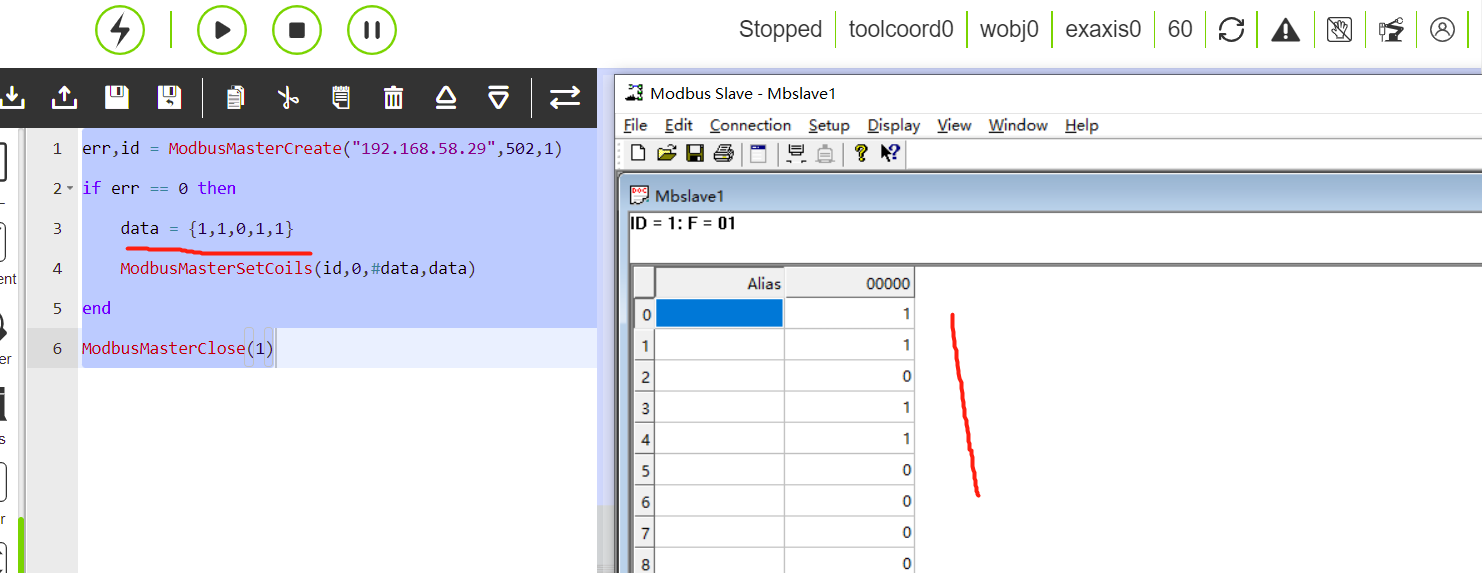 Stopped toolcoord0 wobj0 exaxis0 60
1 err,id = ModbusMasterCreate("192.168.58.29",502,1)
2 if err == 0 then
3 data = {1,1,0,1,1}
4 ModbusMasterSetCoils(id,0,#data,data)
5 end
6 ModbusMasterClose(1)
ent
er
s
r
Modbus Slave - Mbslave1
File Edit Connection Setup Display View Window Help
Mbslave1
ID = 1: F = 01
Alias 00000
0 1
1 1
2 0
3 1
4 1
5 0
6 0
7 0
8 0